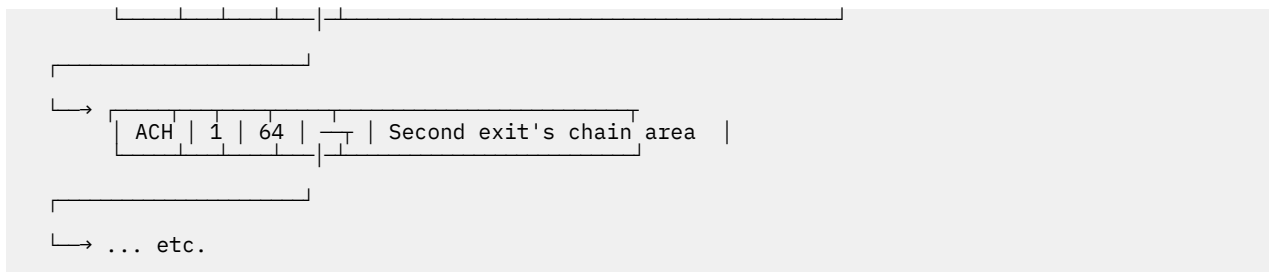 └────┴──┴───┴──│─┴──────────────────────────────────────┘
┌────────────────────┘
└──→ ┌────┬──┬───┬────┬───────────────────────┬
│ ACH │ 1 │ 64 │ ──┬ │ Second exit's chain area │
└────┴──┴───┴──│─┴───────────────────────┘
┌────────────────────┘
└──→ ... etc.